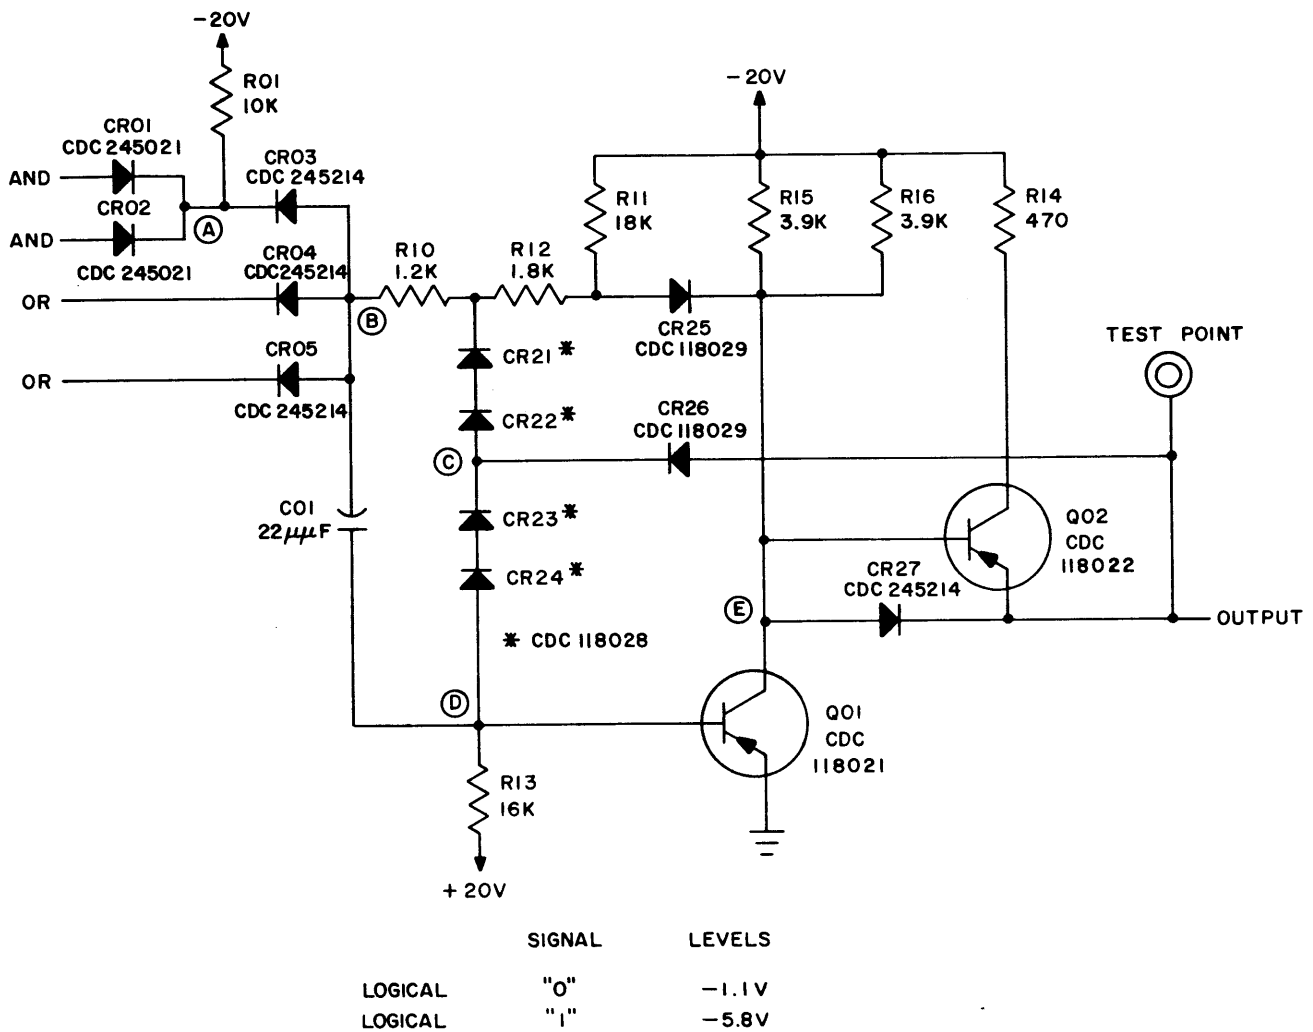 −20V
R01
10K
CR01
CDC 245021
AND
CR03
CDC 245214
CR02
AND
CDC 245021
A
CR04
CDC245214
OR
B
CR05
OR
CDC 245214
R10
1.2K
R12
1.8K
−20V
R11
18K
R15
3.9K
R16
3.9K
R14
470
CR25
CDC 118029
CR21*
CR22*
CR26
CDC 118029
C
TEST POINT
C01
22μμF
CR23*
CR24*
* CDC 118028
Q02
CDC
118022
CR27
CDC 245214
E
OUTPUT
D
Q01
CDC
118021
R13
16K
+20V
SIGNAL LEVELS
LOGICAL "0" −1.1V
LOGICAL "1" −5.8V